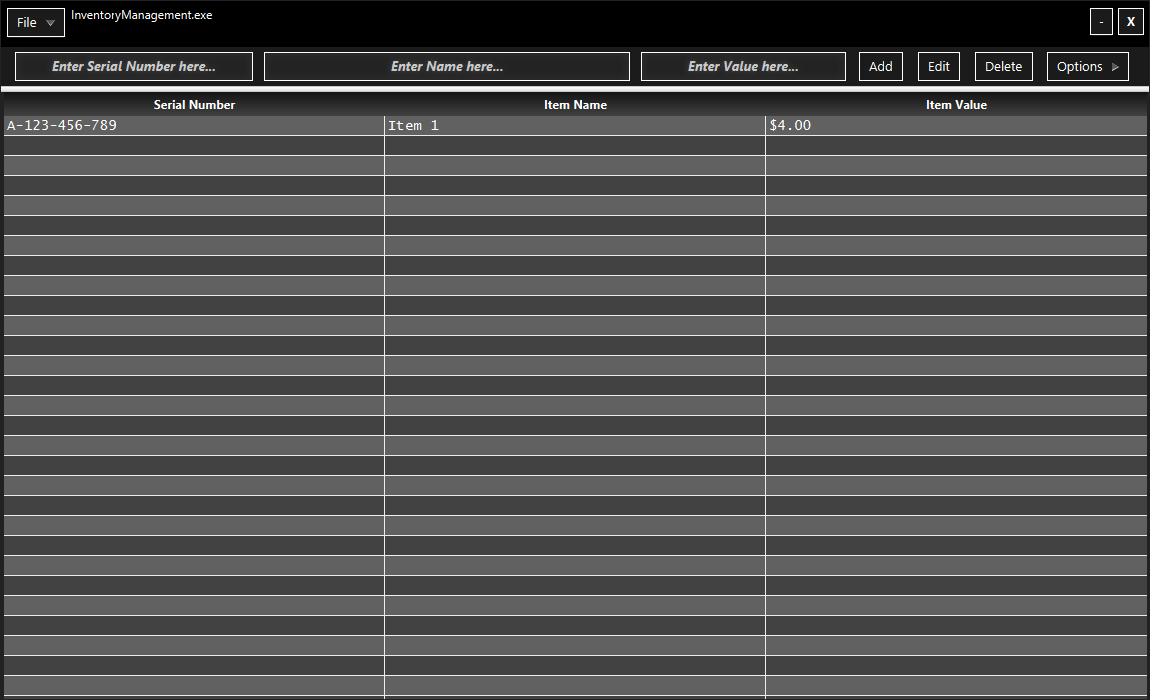 File InventoryManagement.exe - X
Enter Serial Number here... Enter Name here... Enter Value here... Add Edit Delete Options
Serial Number Item Name Item Value
A-123-456-789 Item 1 $4.00